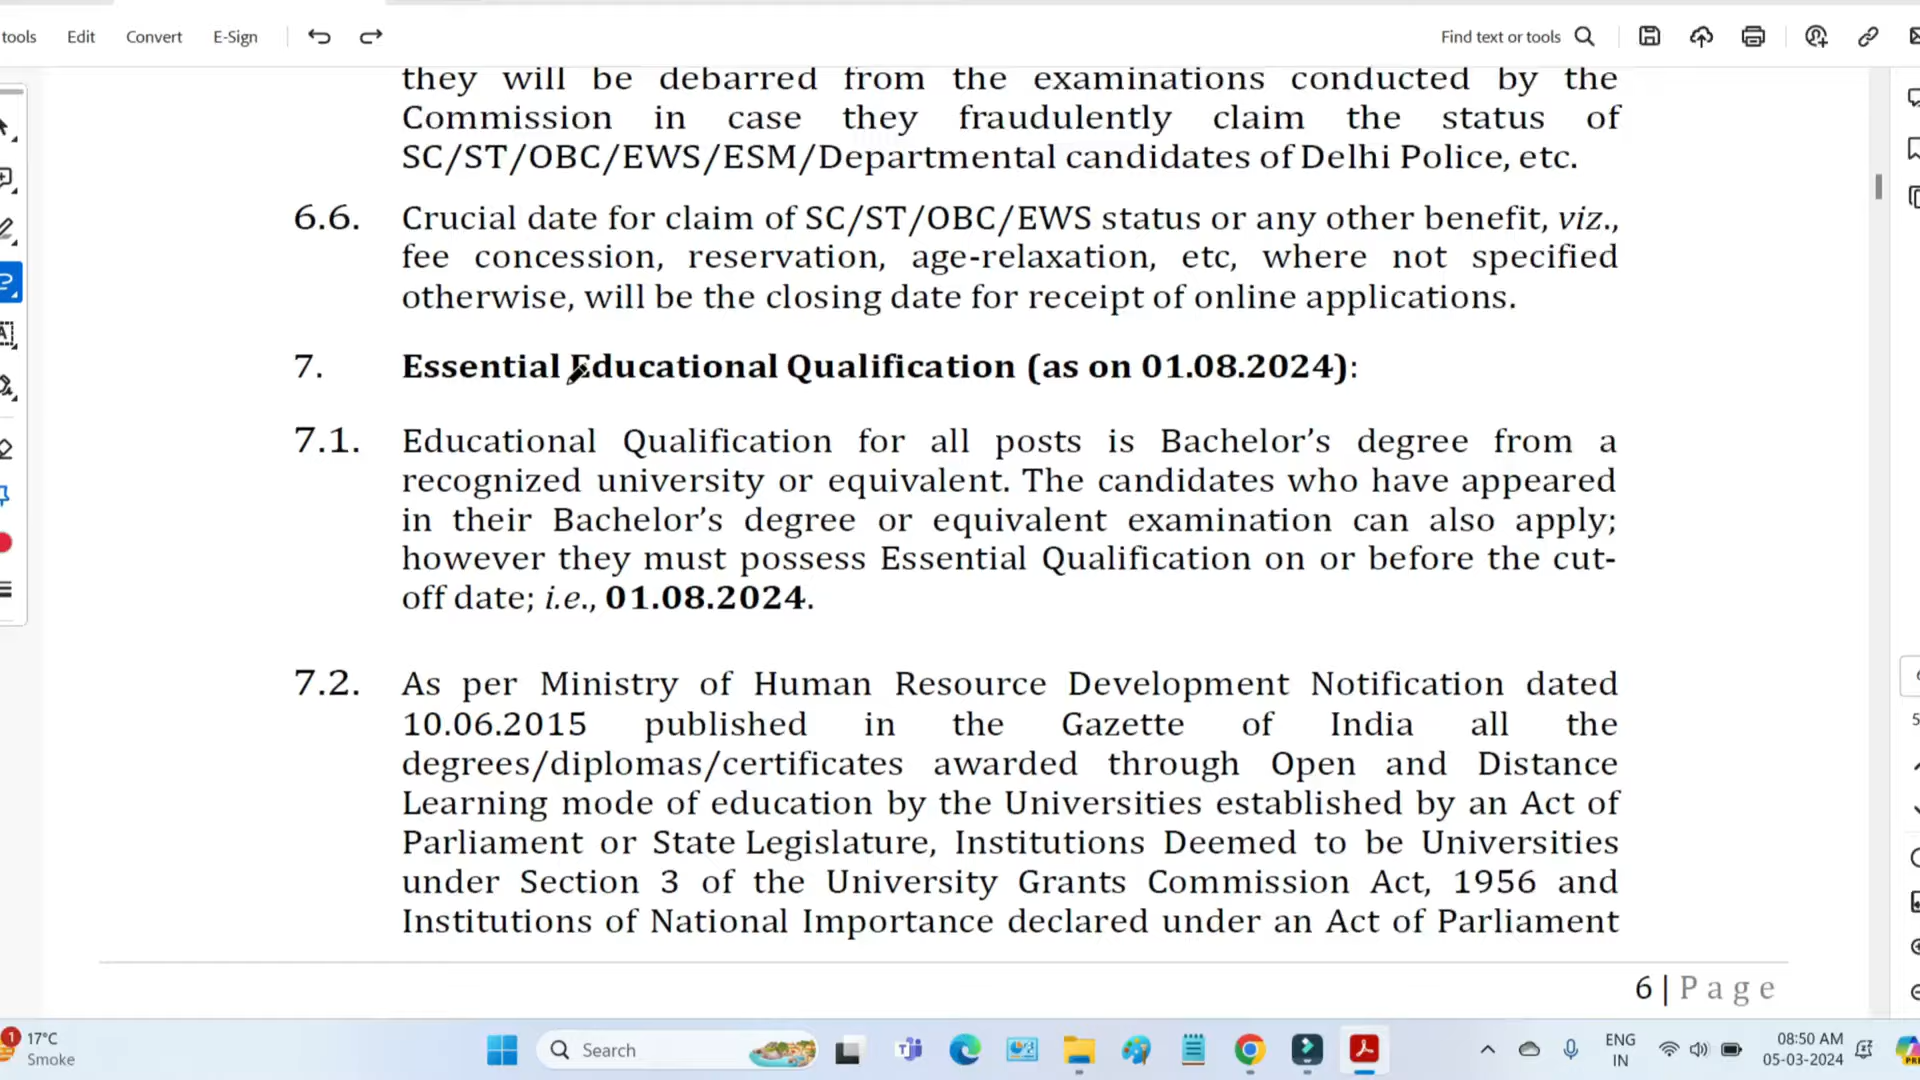 tools Edit Convert E-Sign Find text or tools
they will be debarred from the examinations conducted by the
Commission in case they fraudulently claim the status of
SC/ST/OBC/EWS/ESM/Departmental candidates of Delhi Police, etc.
6.6. Crucial date for claim of SC/ST/OBC/EWS status or any other benefit, viz.,
fee concession, reservation, age-relaxation, etc, where not specified
otherwise, will be the closing date for receipt of online applications.
7. Essential Educational Qualification (as on 01.08.2024):
7.1. Educational Qualification for all posts is Bachelor’s degree from a
recognized university or equivalent. The candidates who have appeared
in their Bachelor’s degree or equivalent examination can also apply;
however they must possess Essential Qualification on or before the cut-
off date; i.e., 01.08.2024.
7.2. As per Ministry of Human Resource Development Notification dated
10.06.2015 published in the Gazette of India all the
degrees/diplomas/certificates awarded through Open and Distance
Learning mode of education by the Universities established by an Act of
Parliament or State Legislature, Institutions Deemed to be Universities
under Section 3 of the University Grants Commission Act, 1956 and
Institutions of National Importance declared under an Act of Parliament
6 | Page
1 17°C
Smoke
Search
ENG
IN
08:50 AM
05-03-2024